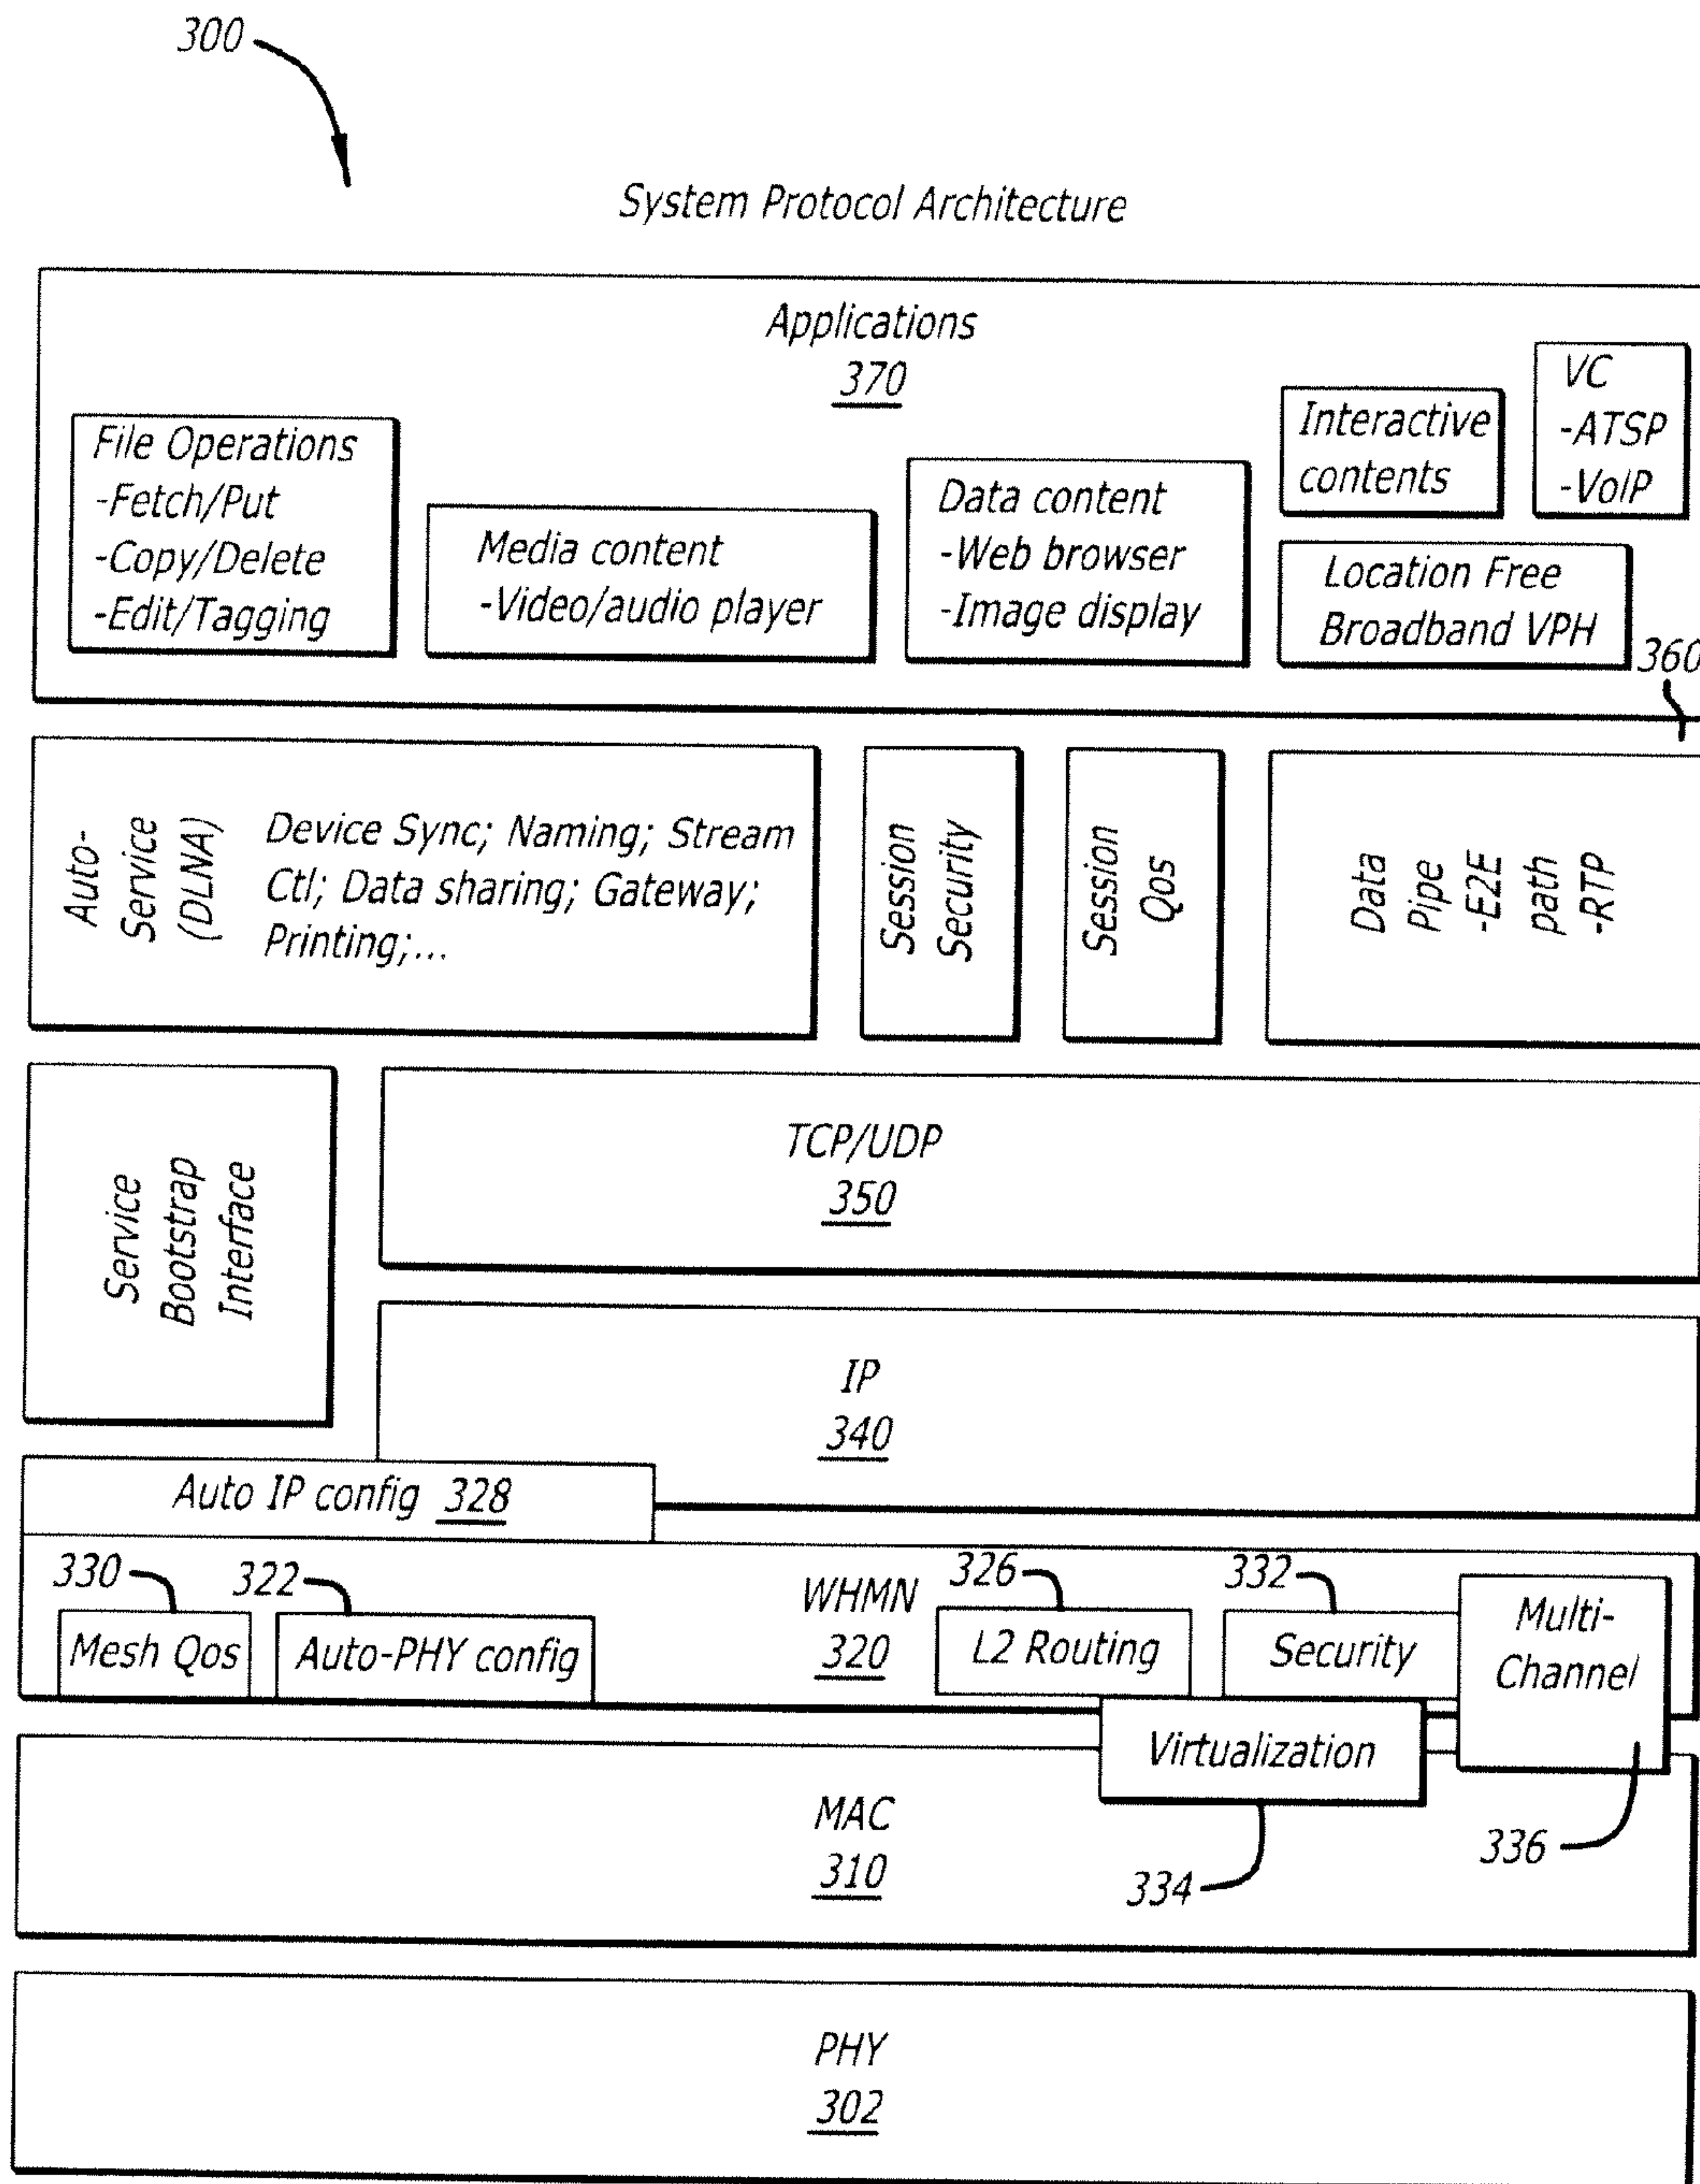 300
System Protocol Architecture
Applications
370
File Operations
-Fetch/Put
-Copy/Delete
-Edit/Tagging
Media content
-Video/audio player
Data content
-Web browser
-Image display
Interactive
contents
VC
-ATSP
-VoIP
Location Free
Broadband VPH
360
Auto-
Service
(DLNA)
Device Sync; Naming; Stream
Ctl; Data sharing; Gateway;
Printing;...
Session
Security
Session
Qos
Data
Pipe
-E2E
path
-RTP
Service
Bootstrap
Interface
TCP/UDP
350
IP
340
Auto IP config 328
330
322
WHMN
320
326
332
Mesh Qos
Auto-PHY config
L2 Routing
Security
Multi-
Channel
Virtualization
MAC
310
334
336
PHY
302